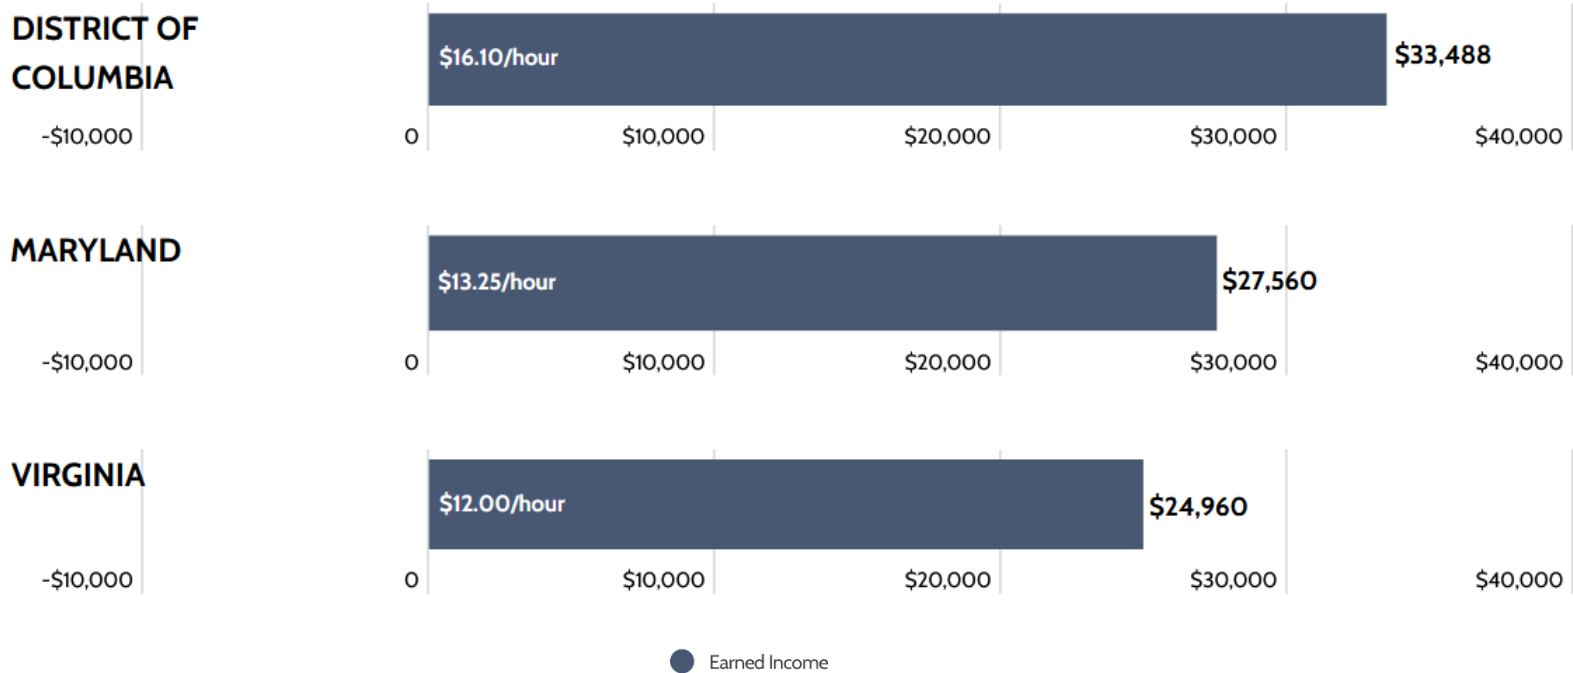 DISTRICT OF
COLUMBIA
$16.10/hour
$33,488
-$10,000 0 $10,000 $20,000 $30,000 $40,000
MARYLAND
$13.25/hour
$27,560
-$10,000 0 $10,000 $20,000 $30,000 $40,000
VIRGINIA
$12.00/hour
$24,960
-$10,000 0 $10,000 $20,000 $30,000 $40,000
Earned Income